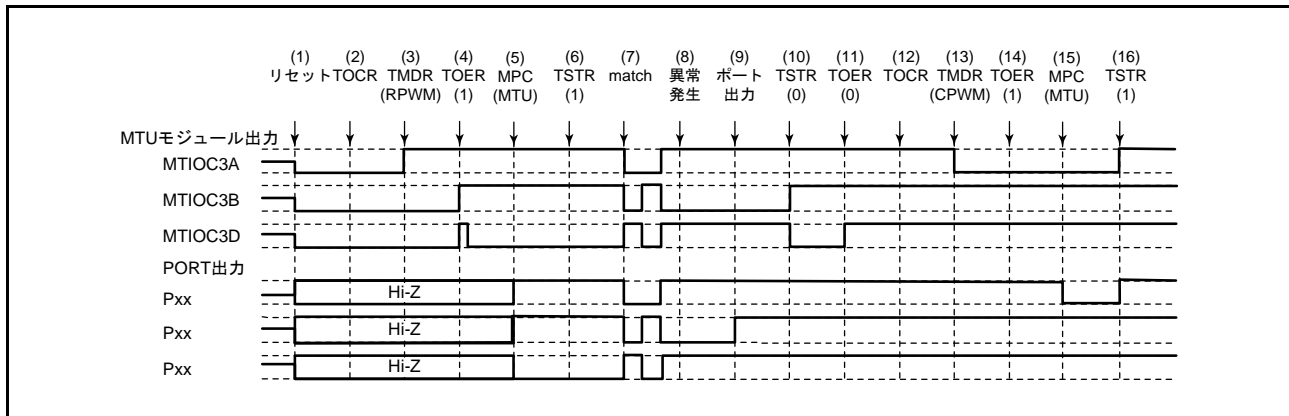 (1) (2) (3) (4) (5) (6) (7) (8) (9) (10) (11) (12) (13) (14) (15) (16)
リセット TOCR TMDR TOER MPC TSTR match 異常 ポート TSTR TOER TOCR TMDR TOER MPC TSTR
(RPWM) (1) (MTU) (1) 発生 出力 (0) (0) (CPWM) (1) (MTU) (1)
MTUモジュール出力
MTIOC3A
MTIOC3B
MTIOC3D
PORT出力
Pxx Hi-Z
Pxx Hi-Z
Pxx Hi-Z